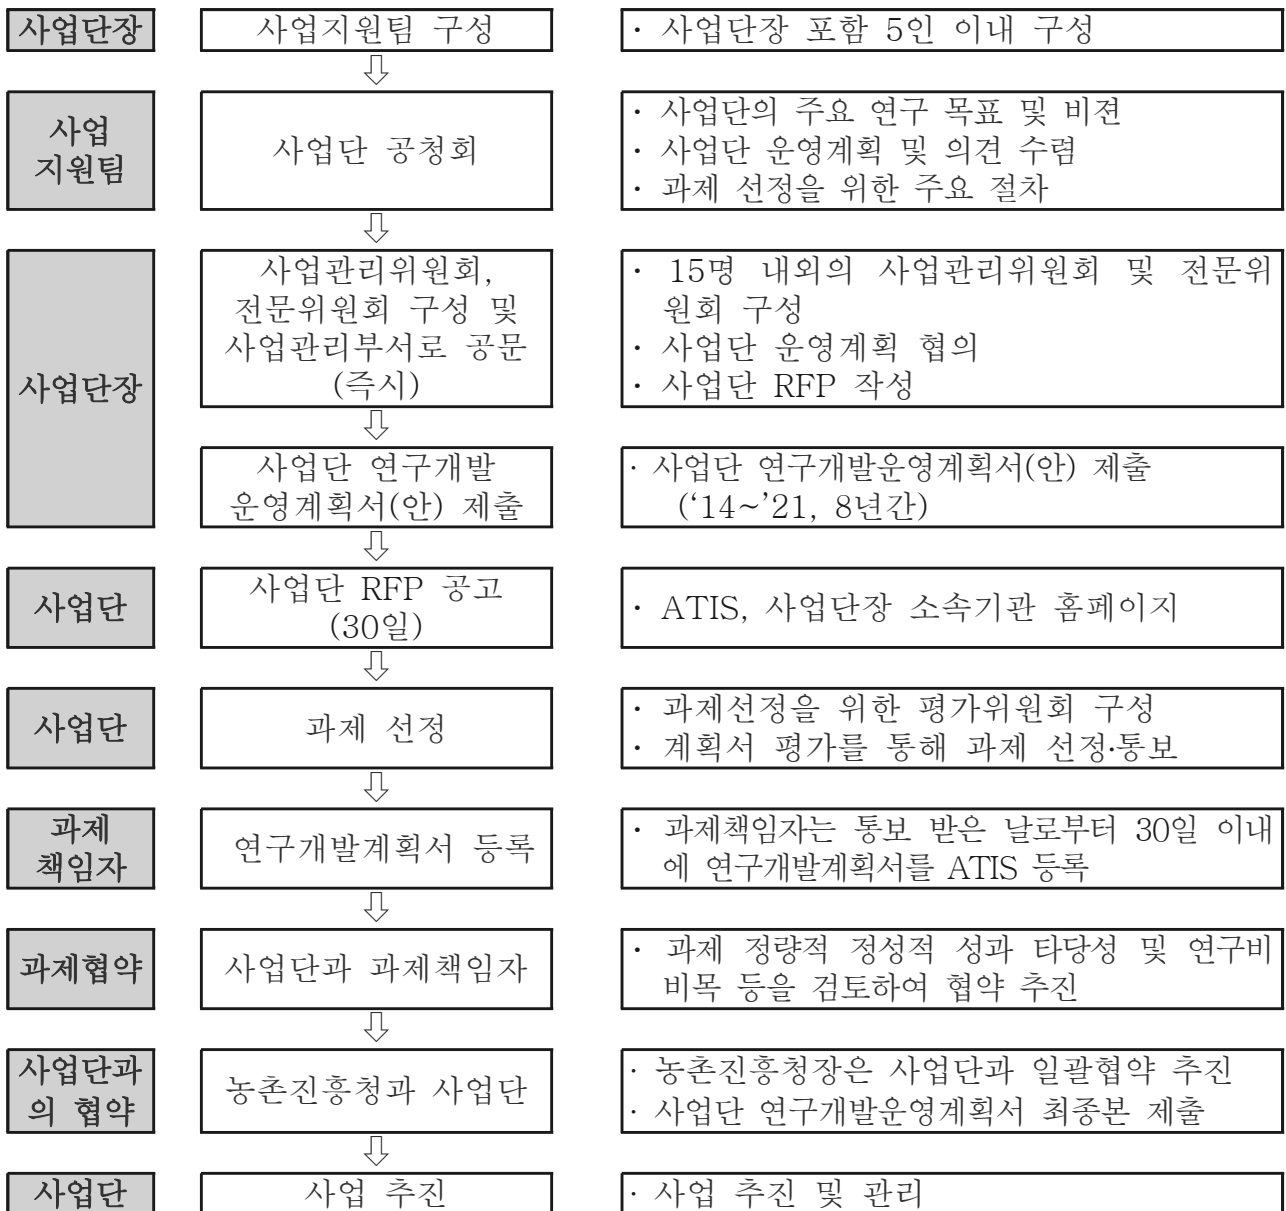 사업단장
사업지원팀 구성
· 사업단장 포함 5인 이내 구성
사업
지원팀
사업단 공청회
· 사업단의 주요 연구 목표 및 비젼
· 사업단 운영계획 및 의견 수렴
· 과제 선정을 위한 주요 절차
사업단장
사업관리위원회,
전문위원회 구성 및
사업관리부서로 공문
(즉시)
· 15명 내외의 사업관리위원회 및 전문위
원회 구성
· 사업단 운영계획 협의
· 사업단 RFP 작성
사업단 연구개발
운영계획서(안) 제출
· 사업단 연구개발운영계획서(안) 제출
(‘14~’21, 8년간)
사업단
사업단 RFP 공고
(30일)
· ATIS, 사업단장 소속기관 홈페이지
사업단
과제 선정
· 과제선정을 위한 평가위원회 구성
· 계획서 평가를 통해 과제 선정·통보
과제
책임자
연구개발계획서 등록
· 과제책임자는 통보 받은 날로부터 30일 이내
에 연구개발계획서를 ATIS 등록
과제협약
사업단과 과제책임자
· 과제 정량적 정성적 성과 타당성 및 연구비
비목 등을 검토하여 협약 추진
사업단과
의 협약
농촌진흥청과 사업단
· 농촌진흥청장은 사업단과 일괄협약 추진
· 사업단 연구개발운영계획서 최종본 제출
사업단
사업 추진
· 사업 추진 및 관리